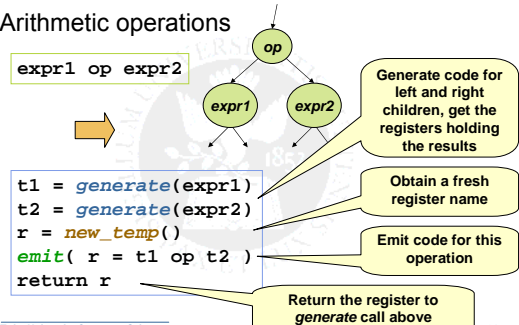 Arithmetic operations
expr1 op expr2
op
expr1
expr2
Generate code for
left and right
children, get the
registers holding
the results
t1 = generate(expr1)
t2 = generate(expr2)
r = new_temp()
emit( r = t1 op t2 )
return r
Obtain a fresh
register name
Emit code for this
operation
Return the register to
generate call above